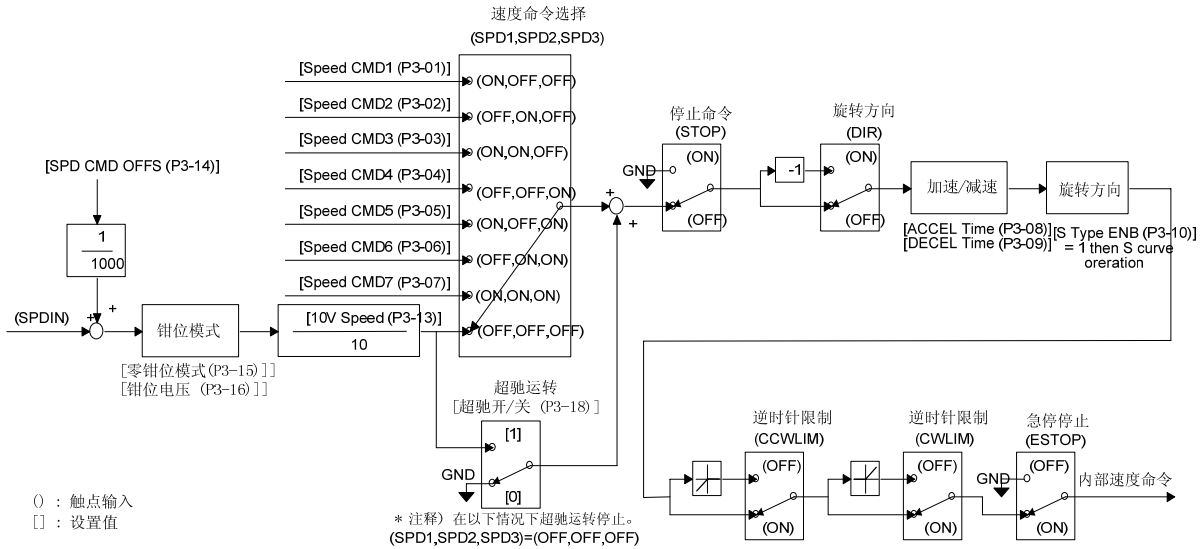 速度命令选择
(SPD1,SPD2,SPD3)
[Speed CMD1 (P3-01)]
(ON,OFF,OFF)
[Speed CMD2 (P3-02)]
(OFF,ON,OFF)
[Speed CMD3 (P3-03)]
(ON,ON,OFF)
[Speed CMD4 (P3-04)]
(OFF,OFF,ON)
[Speed CMD5 (P3-05)]
(ON,OFF,ON)
[Speed CMD6 (P3-06)]
(OFF,ON,ON)
[Speed CMD7 (P3-07)]
(ON,ON,ON)
(OFF,OFF,OFF)
[SPD CMD OFFS (P3-14)]
1
1000
+
+
(SPDIN)
钳位模式
[零钳位模式(P3-15)]]
[钳位电压 (P3-16)]]
[10V Speed (P3-13)]
10
超驰运转
[超驰开/关 (P3-18)]
[1]
GND
[0]
* 注释) 在以下情况下超驰运转停止。
(SPD1,SPD2,SPD3)=(OFF,OFF,OFF)
+
+
停止命令
(STOP)
(ON)
GND
(OFF)
旋转方向
(DIR)
(ON)
-1
(OFF)
加速/减速
[ACCEL Time (P3-08)]
[DECEL Time (P3-09)]
旋转方向
[S Type ENB (P3-10)]
= 1 then S curve
oreration
逆时针限制
(CCWLIM)
(OFF)
(ON)
逆时针限制
(CWLIM)
(OFF)
(ON)
急停停止
(ESTOP)
(OFF)
GND
(ON)
内部速度命令
() : 触点输入
[] : 设置值